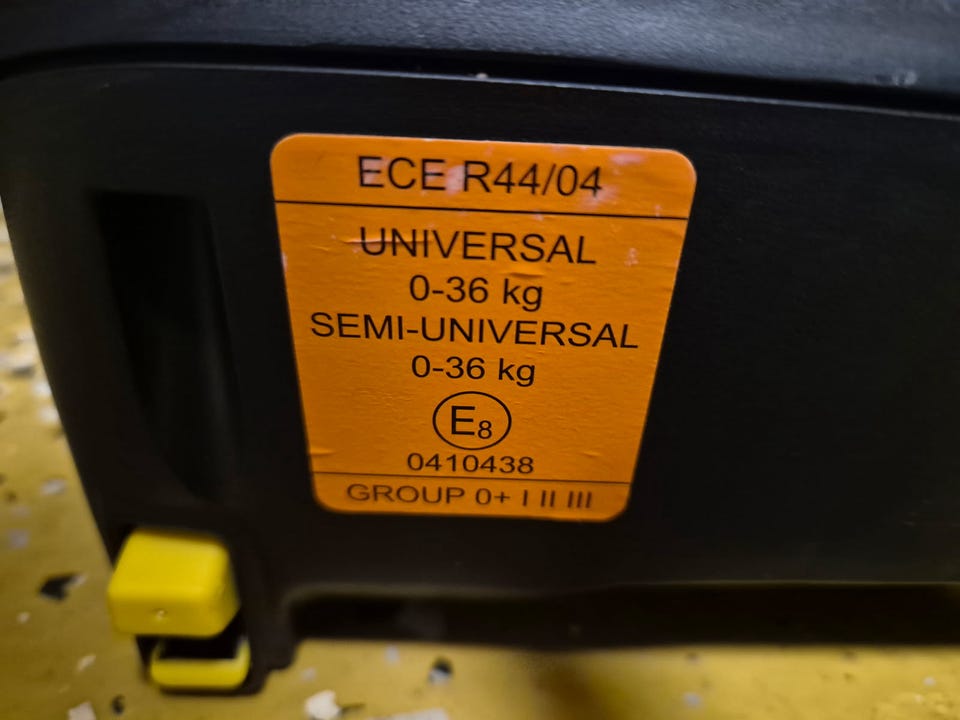 ECE R44/04
UNIVERSAL
0-36 kg
SEMI-UNIVERSAL
0-36 kg
E8
0410438
GROUP 0+ I II III